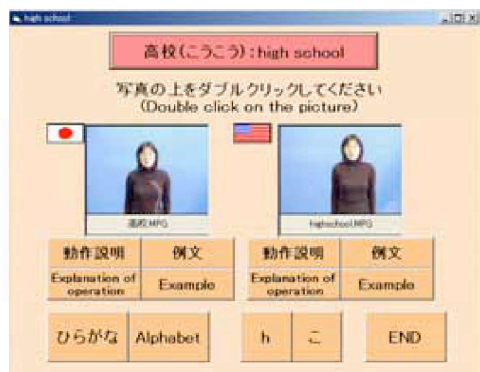 high school
高校(こうこう):high school
写真の上をダブルクリックしてください
(Double click on the picture)
高校.MPG
highschool.MPG
動作説明 例文 動作説明 例文
Explanation of operation Example Explanation of operation Example
ひらがな Alphabet h こ END